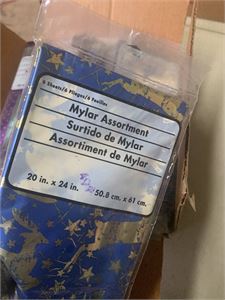 6 Sheets/6 Pliegos/6 Feuilles
Mylar Assortment
Surtido de Mylar
Assortiment de Mylar
20 in. x 24 in.
50.8 cm. x 61 cm.